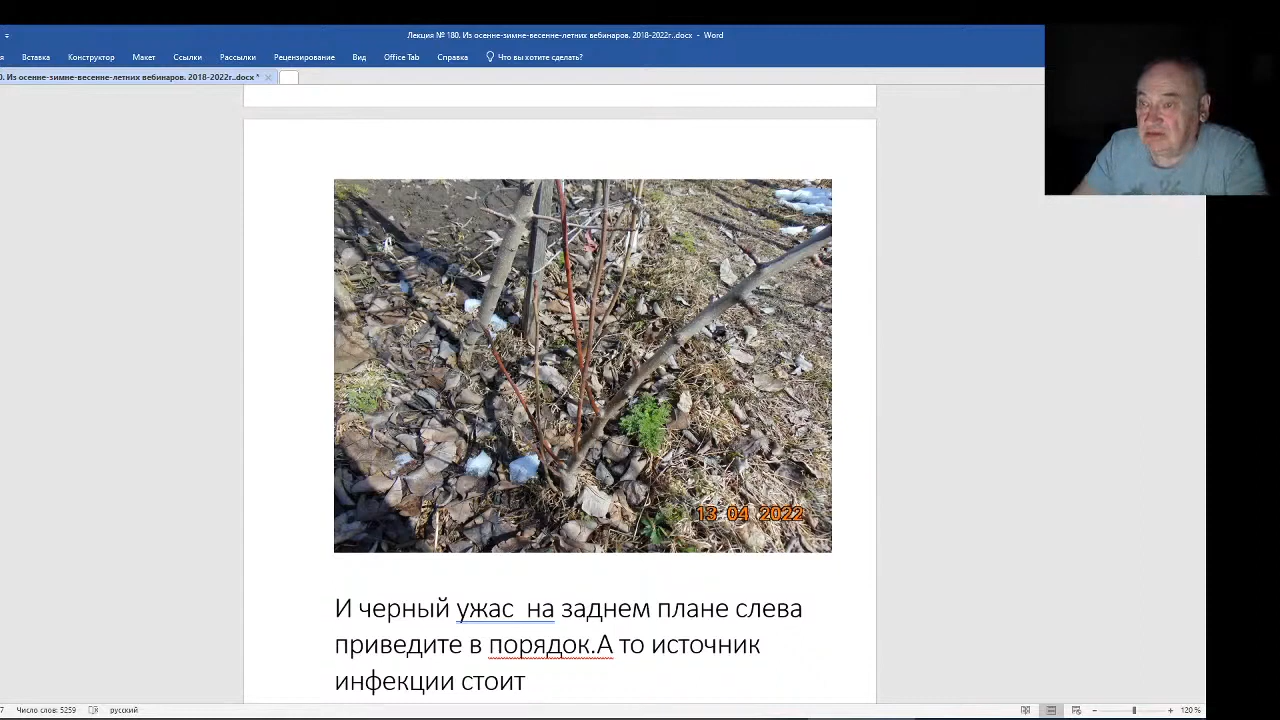 Лекция № 180. Из осенне-зимне-весенне-летних вебинаров. 2018-2022г..docx - Word
Вставка Конструктор Макет Ссылки Рассылки Рецензирование Вид Office Tab Справка Что вы хотите сделать?
Из осенне-зимне-весенне-летних вебинаров. 2018-2022г..docx *
13 04 2022
И черный ужас на заднем плане слева
приведите в порядок.А то источник
инфекции стоит
Число слов: 5259 русский 120 %